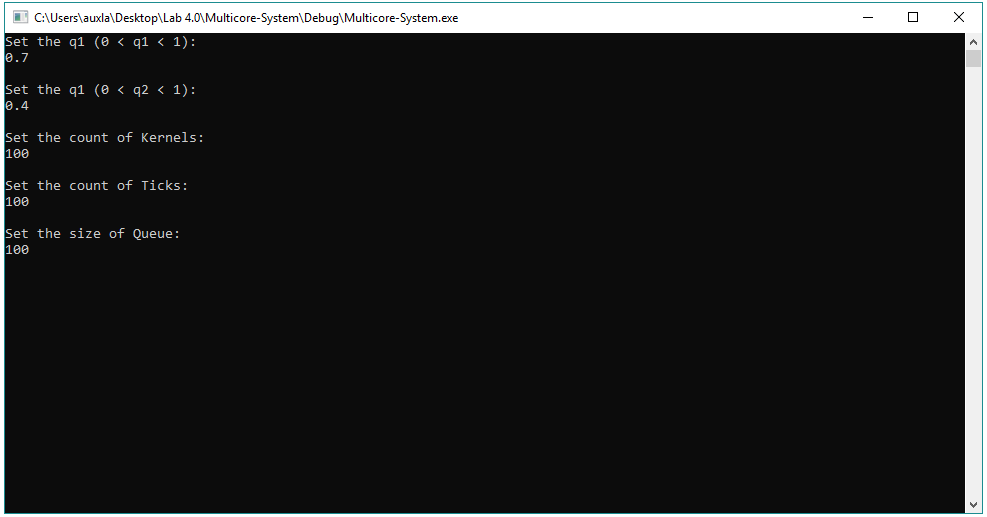 C:\Users\auxla\Desktop\Lab 4.0\Multicore-System\Debug\Multicore-System.exe
Set the q1 (0 < q1 < 1):
0.7
Set the q1 (0 < q2 < 1):
0.4
Set the count of Kernels:
100
Set the count of Ticks:
100
Set the size of Queue:
100